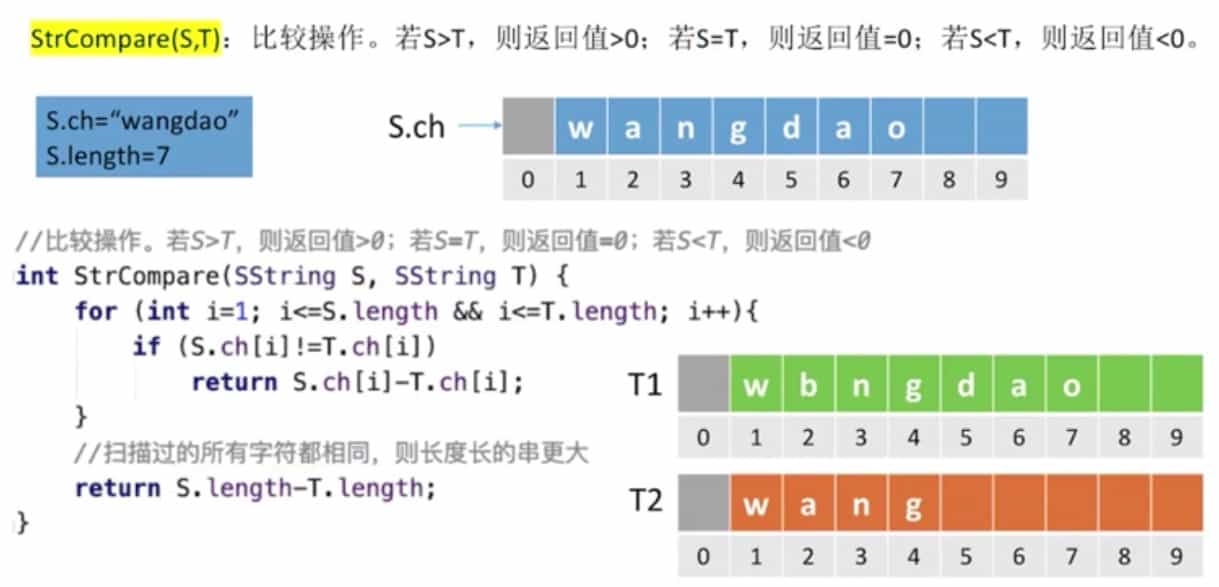 StrCompare(S,T)：比较操作。若S>T，则返回值>0；若S=T，则返回值=0；若S<T，则返回值<0。
S.ch=“wangdao”
S.length=7
S.ch w a n g d a o
0 1 2 3 4 5 6 7 8 9
//比较操作。若S>T，则返回值>0；若S=T，则返回值=0；若S<T，则返回值<0
int StrCompare(SString S, SString T) {
for (int i=1; i<=S.length && i<=T.length; i++){
if (S.ch[i]!=T.ch[i])
return S.ch[i]-T.ch[i];
}
//扫描过的所有字符都相同，则长度长的串更大
return S.length-T.length;
}
T1 w b n g d a o
0 1 2 3 4 5 6 7 8 9
T2 w a n g
0 1 2 3 4 5 6 7 8 9